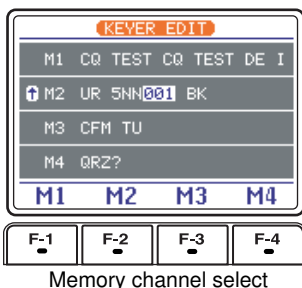 KEYER EDIT
M1 CQ TEST CQ TEST DE I
↑ M2 UR 5NN001 BK
M3 CFM TU
M4 QRZ?
M1 M2 M3 M4
F-1 F-2 F-3 F-4
Memory channel select